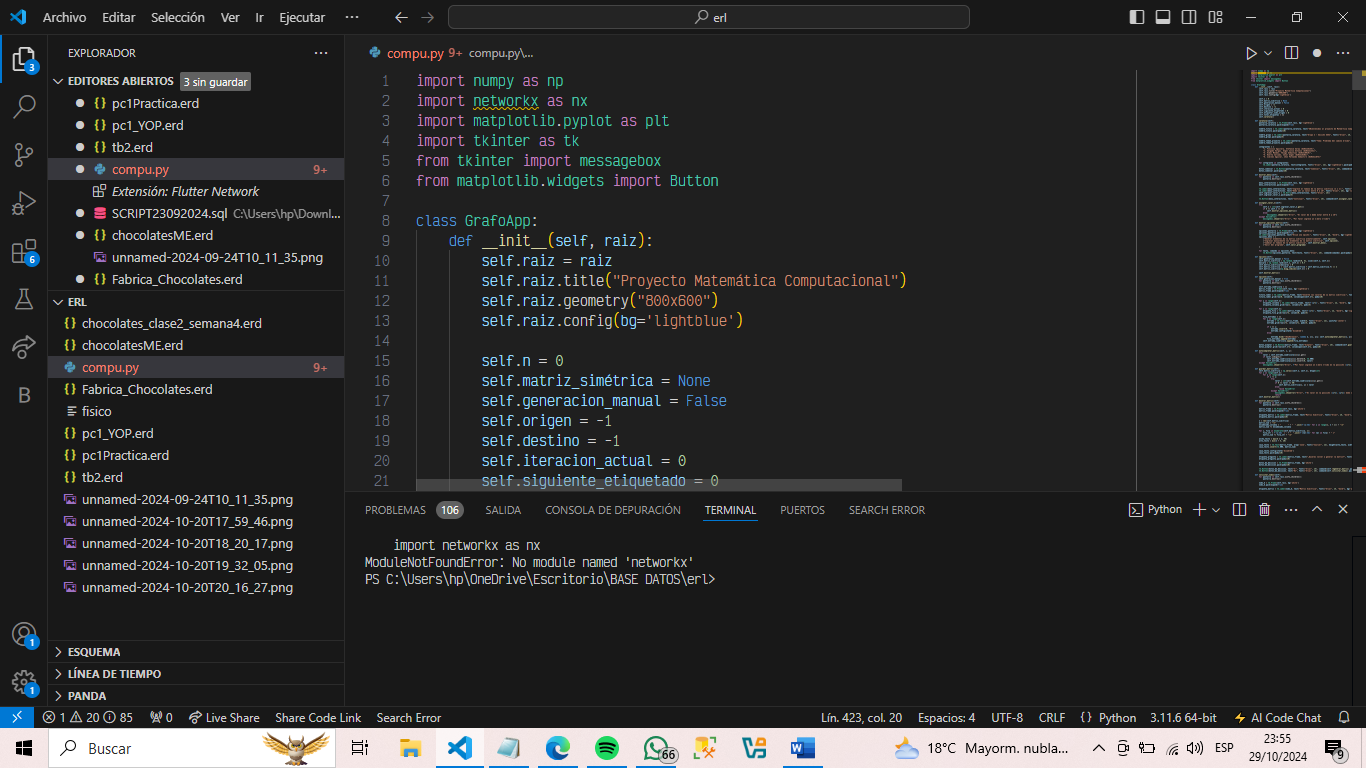 Archivo Editar Selección Ver Ir Ejecutar ···
erl
EXPLORADOR ···
EDITORES ABIERTOS 3 sin guardar
pc1Practica.erd
pc1_YOP.erd
tb2.erd
compu.py 9+
Extensión: Flutter Network
SCRIPT23092024.sql C:\Users\hp\Downl...
chocolatesME.erd
unnamed-2024-09-24T10_11_35.png
Fabrica_Chocolates.erd
ERL
chocolates_clase2_semana4.erd
chocolatesME.erd
compu.py 9+
Fabrica_Chocolates.erd
fisico
pc1_YOP.erd
pc1Practica.erd
tb2.erd
unnamed-2024-09-24T10_11_35.png
unnamed-2024-10-20T17_59_46.png
unnamed-2024-10-20T18_20_17.png
unnamed-2024-10-20T19_32_05.png
unnamed-2024-10-20T20_16_27.png
ESQUEMA
LÍNEA DE TIEMPO
PANDA
3
6
B
1
1
compu.py 9+ compu.py\...
1 import numpy as np
2 import networkx as nx
3 import matplotlib.pyplot as plt
4 import tkinter as tk
5 from tkinter import messagebox
6 from matplotlib.widgets import Button
7
8 class GrafoApp:
9 def __init__(self, raiz):
10 self.raiz = raiz
11 self.raiz.title("Proyecto Matemática Computacional")
12 self.raiz.geometry("800x600")
13 self.raiz.config(bg='lightblue')
14
15 self.n = 0
16 self.matriz_simétrica = None
17 self.generacion_manual = False
18 self.origen = -1
19 self.destino = -1
20 self.iteracion_actual = 0
21 self.siguiente_etiquetado = 0
PROBLEMAS 106 SALIDA CONSOLA DE DEPURACIÓN TERMINAL PUERTOS SEARCH ERROR Python
import networkx as nx
ModuleNotFoundError: No module named 'networkx'
PS C:\Users\hp\OneDrive\Escritorio\BASE DATOS\erl>
1 20 85 0 Live Share Share Code Link Search Error Lín. 423, col. 20 Espacios: 4 UTF-8 CRLF { } Python 3.11.6 64-bit AI Code Chat
Buscar 66 18°C Mayorm. nubla... ESP 23:55
29/10/2024 9